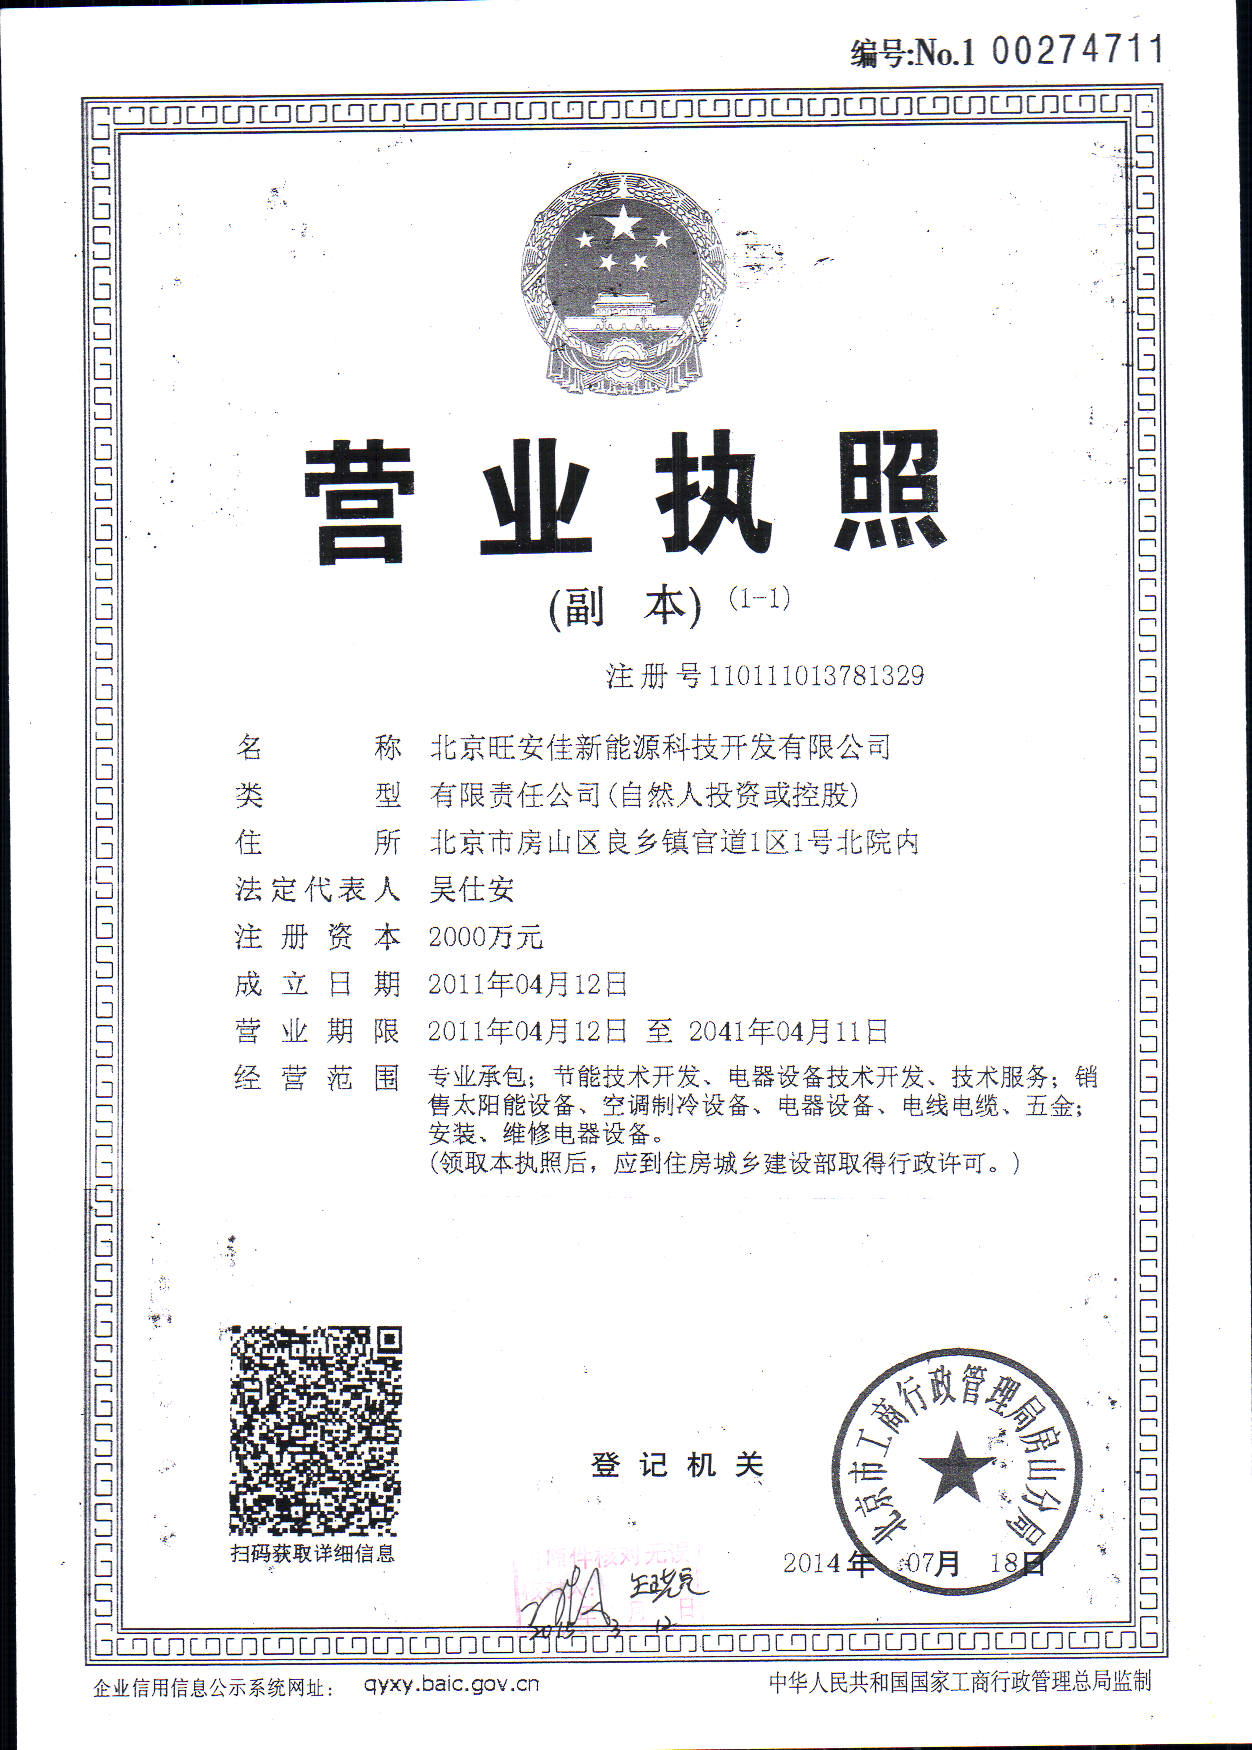 编号:No.1 00274711
营业执照
(副 本) (1-1)
注册号110111013781329
名 称 北京旺安佳新能源科技开发有限公司
类 型 有限责任公司(自然人投资或控股)
住 所 北京市房山区良乡镇官道1区1号北院内
法定代表人 吴仕安
注册资本 2000万元
成立日期 2011年04月12日
营业期限 2011年04月12日 至 2041年04月11日
经营范围 专业承包；节能技术开发、电器设备技术开发、技术服务；销
售太阳能设备、空调制冷设备、电器设备、电线电缆、五金；
安装、维修电器设备。
(领取本执照后，应到住房城乡建设部取得行政许可。)
扫码获取详细信息
登记机关
北京市工商行政管理局房山分局
2014年 07月 18日
件核对无误
2015 3 12
企业信用信息公示系统网址： qyxy.baic.gov.cn
中华人民共和国国家工商行政管理总局监制